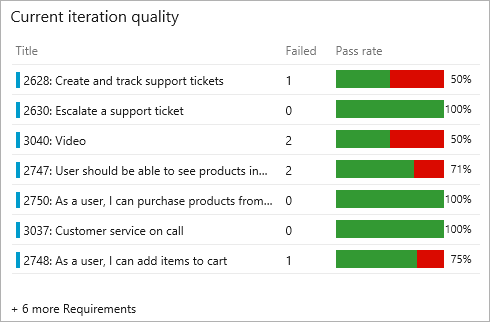 Current iteration quality
Title Failed Pass rate
2628: Create and track support tickets 1 50%
2630: Escalate a support ticket 0 100%
3040: Video 2 50%
2747: User should be able to see products in... 2 71%
2750: As a user, I can purchase products from... 0 100%
3037: Customer service on call 0 100%
2748: As a user, I can add items to cart 1 75%
+ 6 more Requirements